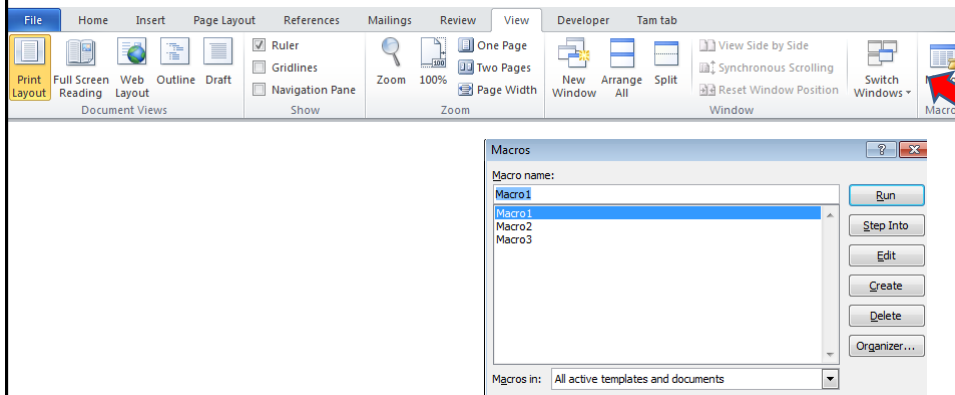 File Home Insert Page Layout References Mailings Review View Developer Tam tab
Print Layout
Full Screen Reading
Web Layout
Outline
Draft
Document Views
Ruler
Gridlines
Navigation Pane
Show
Zoom
100
100%
One Page
Two Pages
Page Width
Zoom
New Window
Arrange All
Split
View Side by Side
Synchronous Scrolling
Reset Window Position
Window
Switch Windows
Macros
Macro name:
Macro1
Macro1
Macro2
Macro3
Run
Step Into
Edit
Create
Delete
Organizer...
Macros in: All active templates and documents